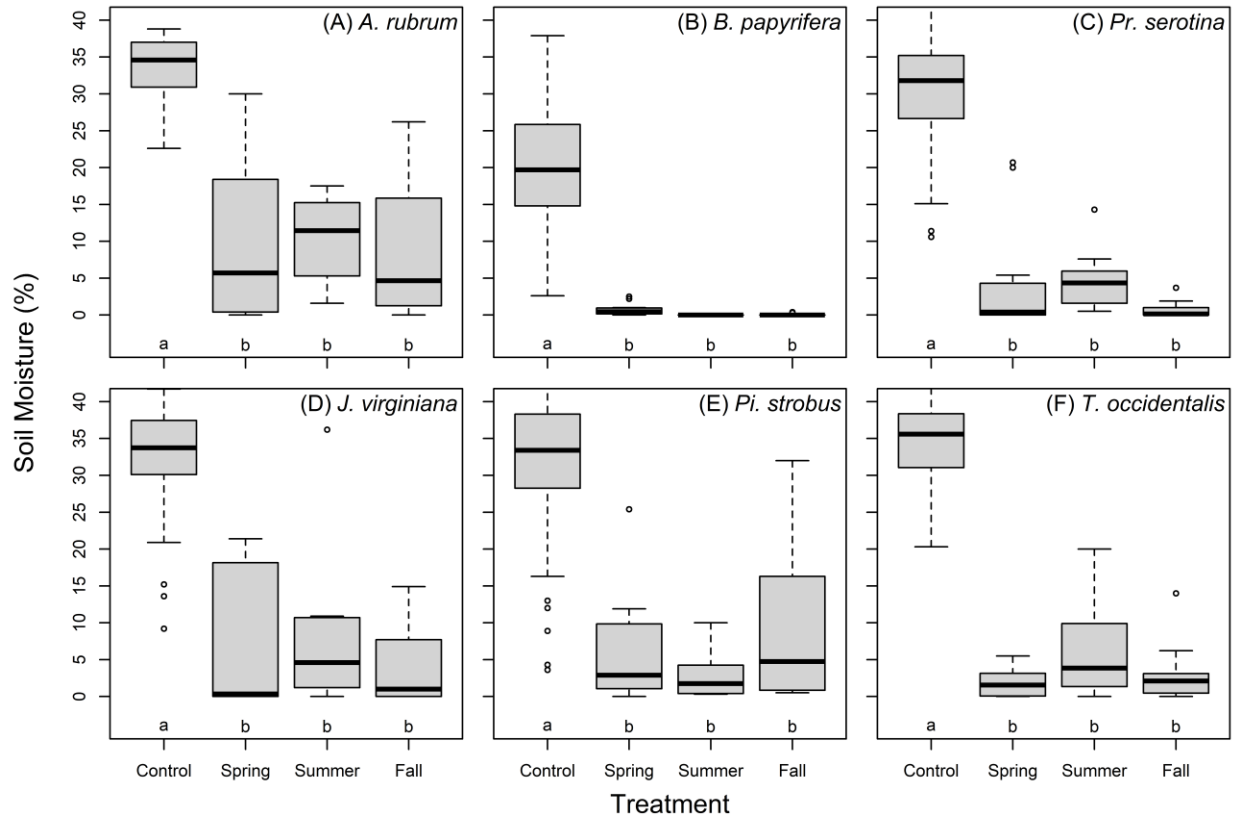 Soil Moisture (%)
(A) A. rubrum
40
35
30
25
20
15
10
5
0
a b b b
(B) B. papyrifera
a b b b
(C) Pr. serotina
a b b b
(D) J. virginiana
40
35
30
25
20
15
10
5
0
a b b b
Control Spring Summer Fall
(E) Pi. strobus
a b b b
Control Spring Summer Fall
(F) T. occidentalis
a b b b
Control Spring Summer Fall
Treatment